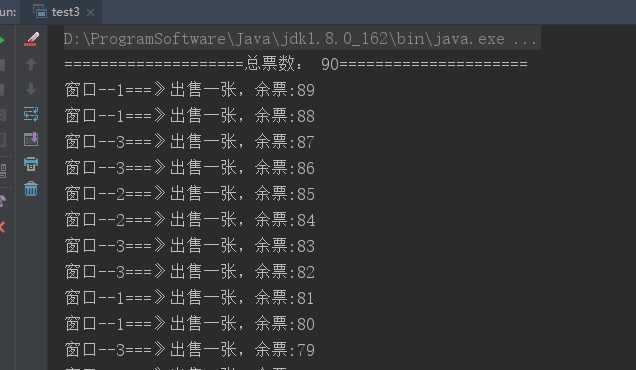 un: test3
D:\ProgramSoftware\Java\jdk1.8.0_162\bin\java.exe ...
====================总票数： 90=====================
窗口--1===》出售一张，余票:89
窗口--1===》出售一张，余票:88
窗口--3===》出售一张，余票:87
窗口--3===》出售一张，余票:86
窗口--2===》出售一张，余票:85
窗口--2===》出售一张，余票:84
窗口--3===》出售一张，余票:83
窗口--3===》出售一张，余票:82
窗口--1===》出售一张，余票:81
窗口--1===》出售一张，余票:80
窗口--3===》出售一张，余票:79